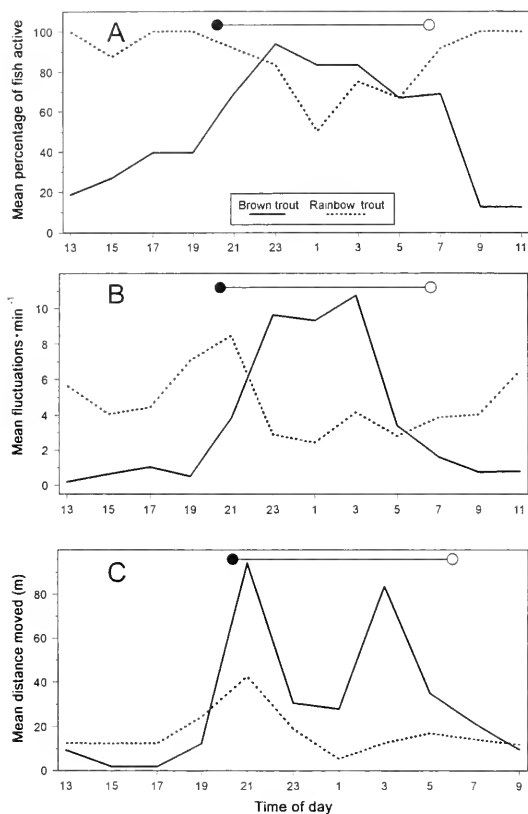 A
Mean percentage of fish active
100
80
60
40
20
0
Brown trout Rainbow trout
13 15 17 19 21 23 1 3 5 7 9 11
B
Mean fluctuations·min⁻¹
10
8
6
4
2
0
13 15 17 19 21 23 1 3 5 7 9 11
C
Mean distance moved (m)
80
60
40
20
0
13 15 17 19 21 23 1 3 5 7 9
Time of day